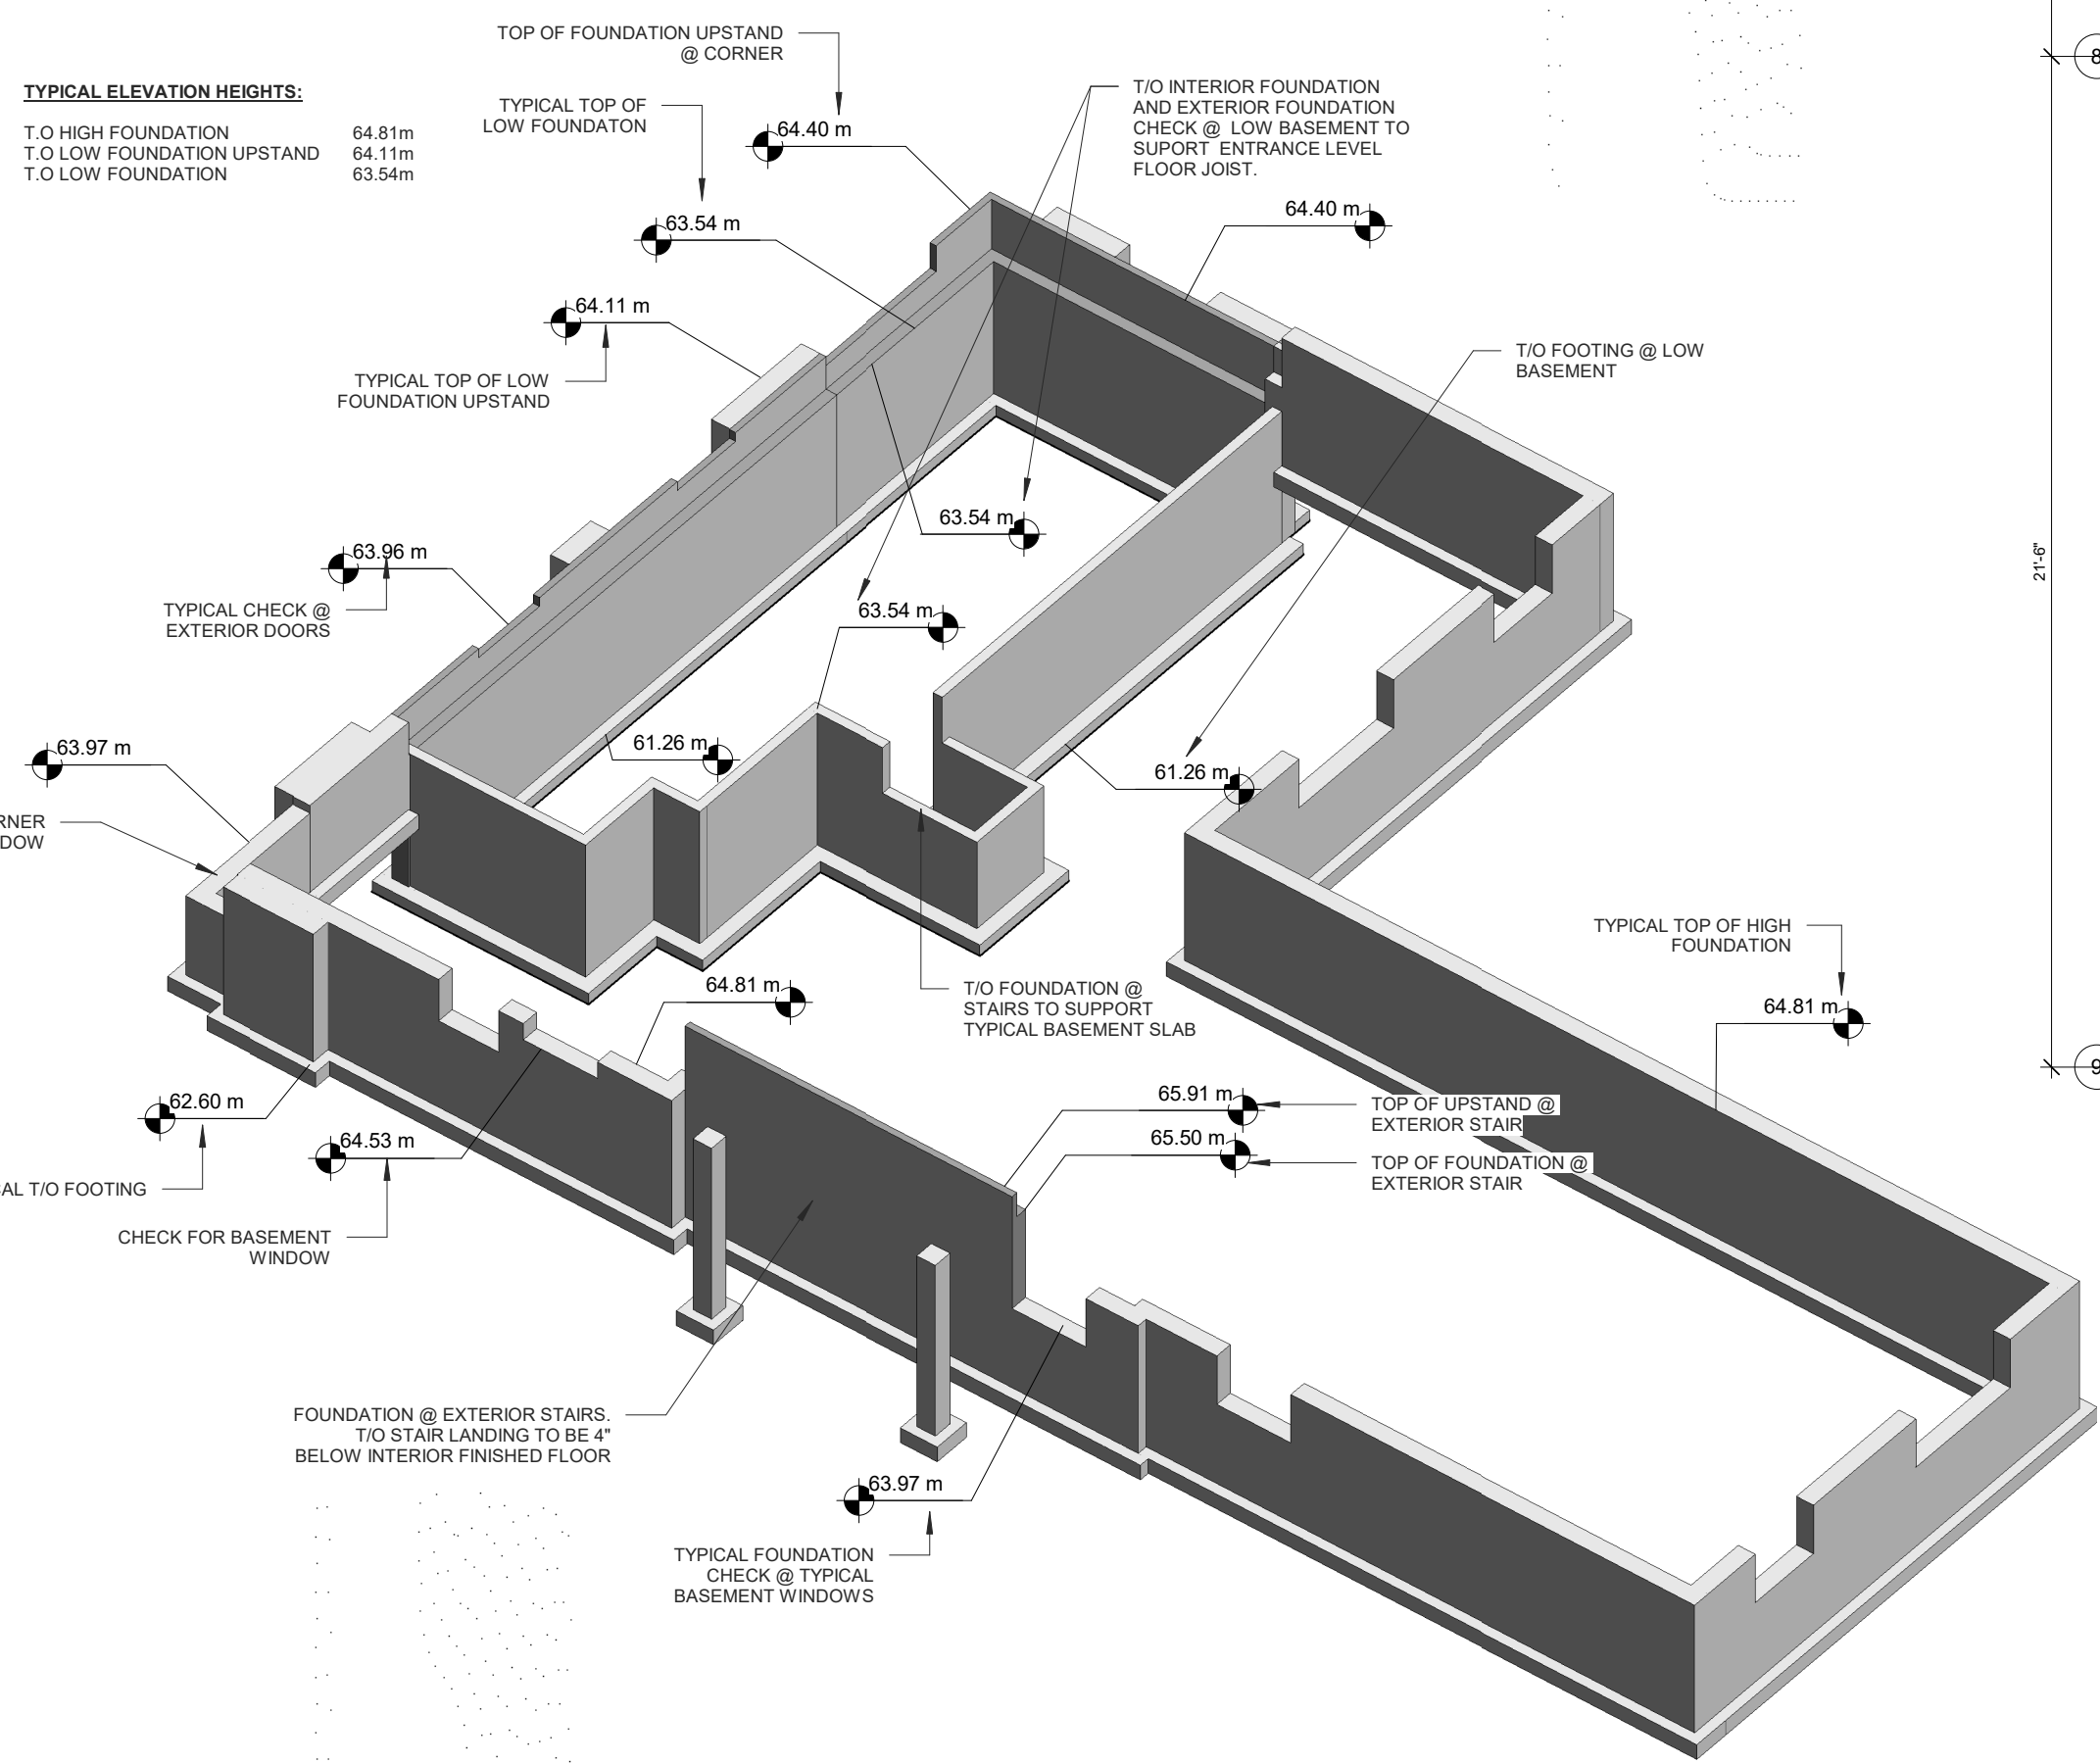 TYPICAL ELEVATION HEIGHTS:
T.O HIGH FOUNDATION 64.81m
T.O LOW FOUNDATION UPSTAND 64.11m
T.O LOW FOUNDATION 63.54m
TOP OF FOUNDATION UPSTAND
@ CORNER
64.40 m
TYPICAL TOP OF
LOW FOUNDATON
63.54 m
T/O INTERIOR FOUNDATION
AND EXTERIOR FOUNDATION
CHECK @ LOW BASEMENT TO
SUPORT ENTRANCE LEVEL
FLOOR JOIST.
64.40 m
8
64.11 m
TYPICAL TOP OF LOW
FOUNDATION UPSTAND
T/O FOOTING @ LOW
BASEMENT
63.54 m
63.96 m
TYPICAL CHECK @
EXTERIOR DOORS
63.54 m
21'-6"
63.97 m
61.26 m
61.26 m
RNER
DOW
TYPICAL TOP OF HIGH
FOUNDATION
64.81 m
64.81 m
T/O FOUNDATION @
STAIRS TO SUPPORT
TYPICAL BASEMENT SLAB
9
62.60 m
AL T/O FOOTING
64.53 m
CHECK FOR BASEMENT
WINDOW
65.91 m
TOP OF UPSTAND @
EXTERIOR STAIR
65.50 m
TOP OF FOUNDATION @
EXTERIOR STAIR
FOUNDATION @ EXTERIOR STAIRS.
T/O STAIR LANDING TO BE 4"
BELOW INTERIOR FINISHED FLOOR
63.97 m
TYPICAL FOUNDATION
CHECK @ TYPICAL
BASEMENT WINDOWS